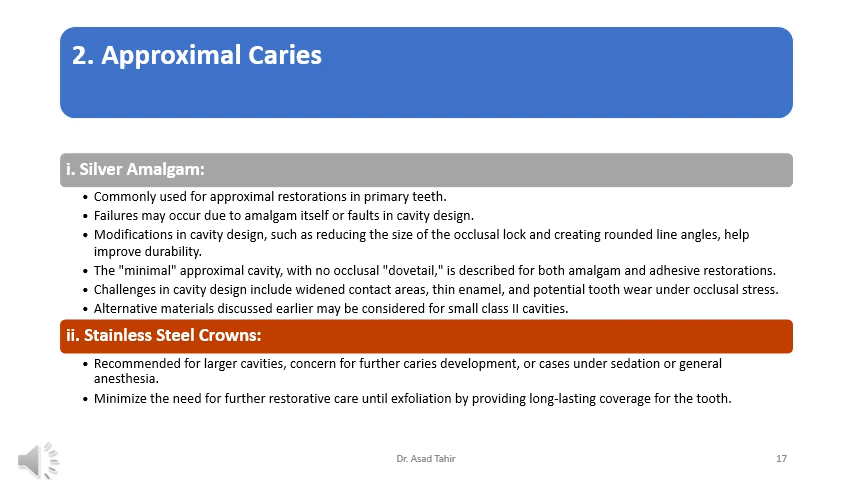 2. Approximal Caries
i. Silver Amalgam:
• Commonly used for approximal restorations in primary teeth.
• Failures may occur due to amalgam itself or faults in cavity design.
• Modifications in cavity design, such as reducing the size of the occlusal lock and creating rounded line angles, help
improve durability.
• The "minimal" approximal cavity, with no occlusal "dovetail," is described for both amalgam and adhesive restorations.
• Challenges in cavity design include widened contact areas, thin enamel, and potential tooth wear under occlusal stress.
• Alternative materials discussed earlier may be considered for small class II cavities.
ii. Stainless Steel Crowns:
• Recommended for larger cavities, concern for further caries development, or cases under sedation or general
anesthesia.
• Minimize the need for further restorative care until exfoliation by providing long-lasting coverage for the tooth.
Dr. Asad Tahir
17